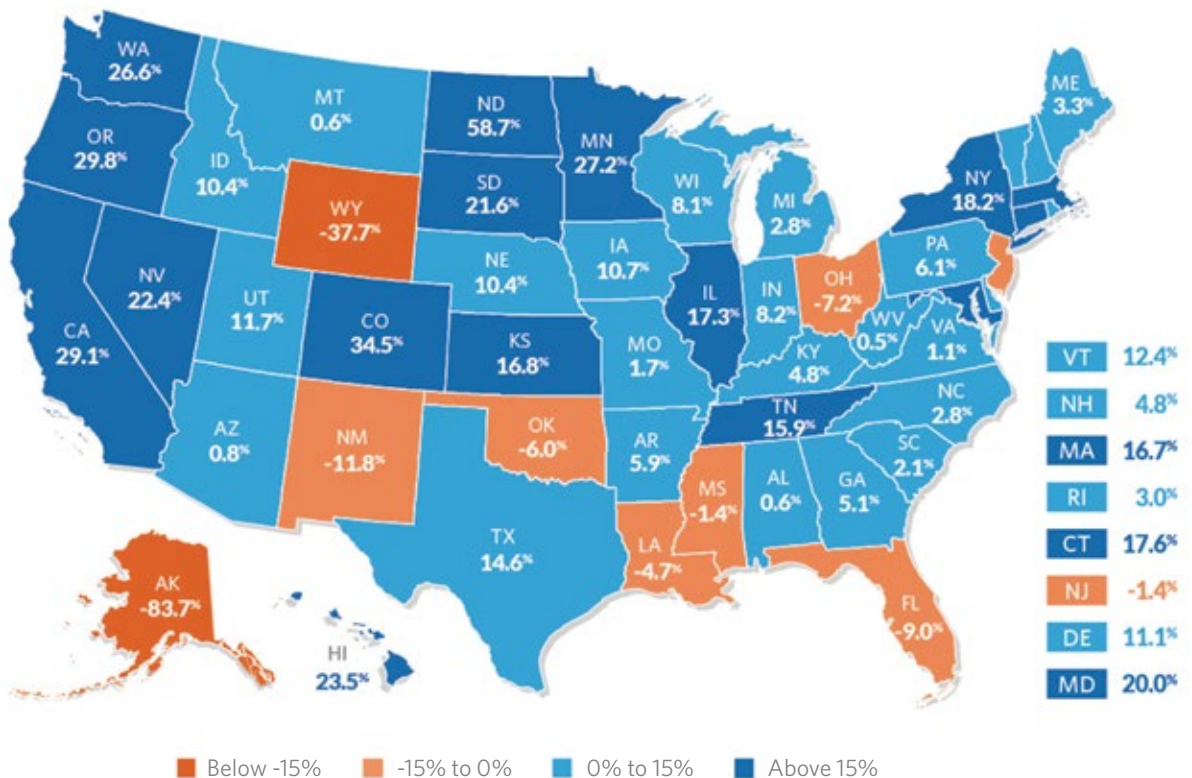 WA
26.6%
MT
0.6%
ND
58.7%
MN
27.2%
ME
3.3%
OR
29.8%
ID
10.4%
SD
21.6%
WI
8.1%
MI
2.8%
NY
18.2%
WY
-37.7%
IA
10.7%
PA
6.1%
NE
10.4%
NV
22.4%
UT
11.7%
IL
17.3%
IN
8.2%
OH
-7.2%
CA
29.1%
CO
34.5%
KS
16.8%
MO
1.7%
WV
0.5%
VA
1.1%
KY
4.8%
NC
2.8%
TN
15.9%
AZ
0.8%
NM
-11.8%
OK
-6.0%
AR
5.9%
SC
2.1%
MS
-1.4%
AL
0.6%
GA
5.1%
TX
14.6%
LA
-4.7%
FL
-9.0%
AK
-83.7%
HI
23.5%
VT 12.4%
NH 4.8%
MA 16.7%
RI 3.0%
CT 17.6%
NJ -1.4%
DE 11.1%
MD 20.0%
Below -15% -15% to 0% 0% to 15% Above 15%